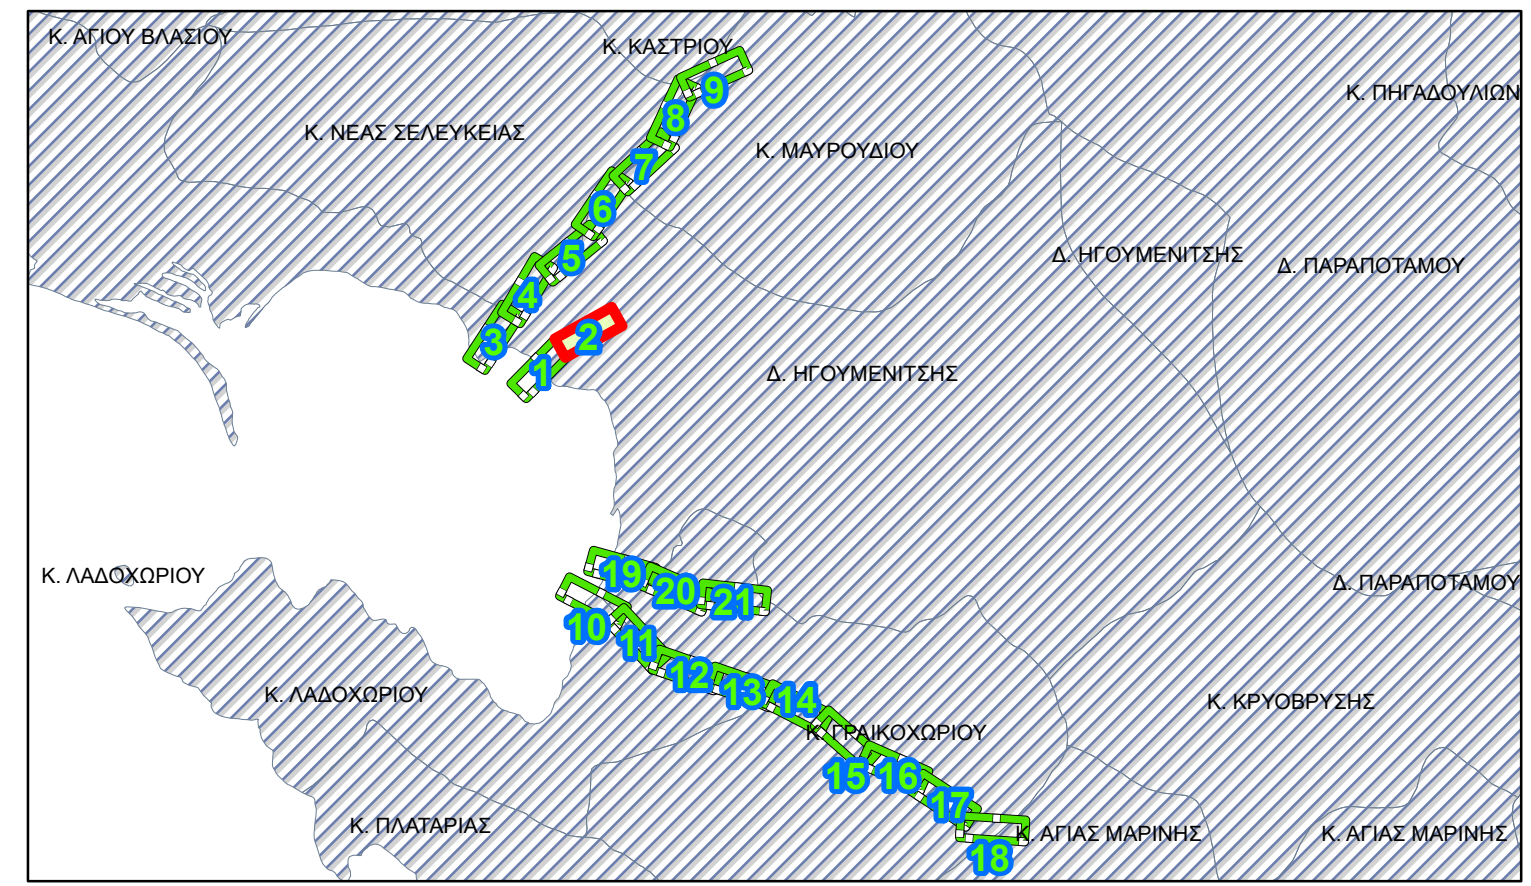 Κ. ΑΓΙΟΥ ΒΛΑΣΙΟΥ
Κ. ΚΑΣΤΡΙΟΥ
9
Κ. ΠΗΓΑΔΟΥΛΙΩΝ
8
Κ. ΝΕΑΣ ΣΕΛΕΥΚΕΙΑΣ
Κ. ΜΑΥΡΟΥΔΙΟΥ
7
6
Δ. ΗΓΟΥΜΕΝΙΤΣΗΣ
5
Δ. ΠΑΡΑΠΟΤΑΜΟΥ
4
3
2
1
Δ. ΗΓΟΥΜΕΝΙΤΣΗΣ
Κ. ΛΑΔΟΧΩΡΙΟΥ
19
Δ. ΠΑΡΑΠΟΤΑΜΟΥ
20
21
10
11
12
Κ. ΛΑΔΟΧΩΡΙΟΥ
13
14
Κ. ΚΡΥΟΒΡΥΣΗΣ
Κ. ΓΡΑΙΚΟΧΩΡΙΟΥ
15
16
17
Κ. ΠΛΑΤΑΡΙΑΣ
Κ. ΑΓΙΑΣ ΜΑΡΙΝΗΣ
Κ. ΑΓΙΑΣ ΜΑΡΙΝΗΣ
18